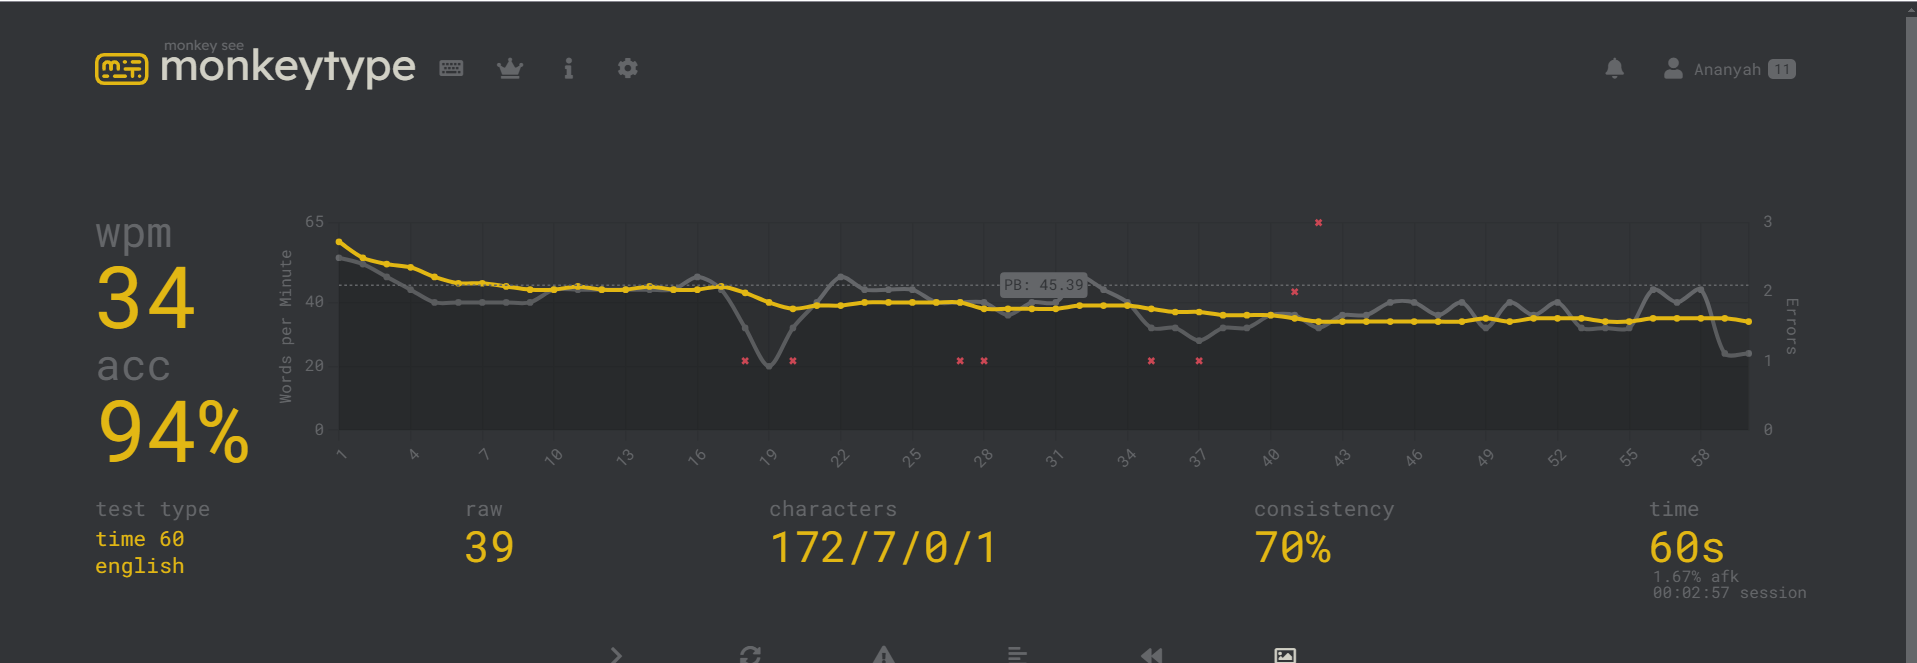 monkey see
monkeytype
Ananyah 11
wpm
34
acc
94%
Words per Minute
65
40
20
0
PB: 45.39
3
2
1
0
Errors
1 4 7 10 13 16 19 22 25 28 31 34 37 40 43 46 49 52 55 58
test type
time 60
english
raw
39
characters
172/7/0/1
consistency
70%
time
60s
1.67% afk
00:02:57 session